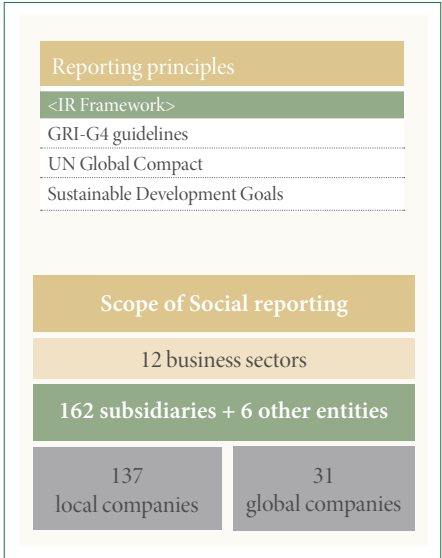 Reporting principles
<IR Framework>
GRI-G4 guidelines
UN Global Compact
Sustainable Development Goals
Scope of Social reporting
12 business sectors
162 subsidiaries + 6 other entities
137
local companies
31
global companies